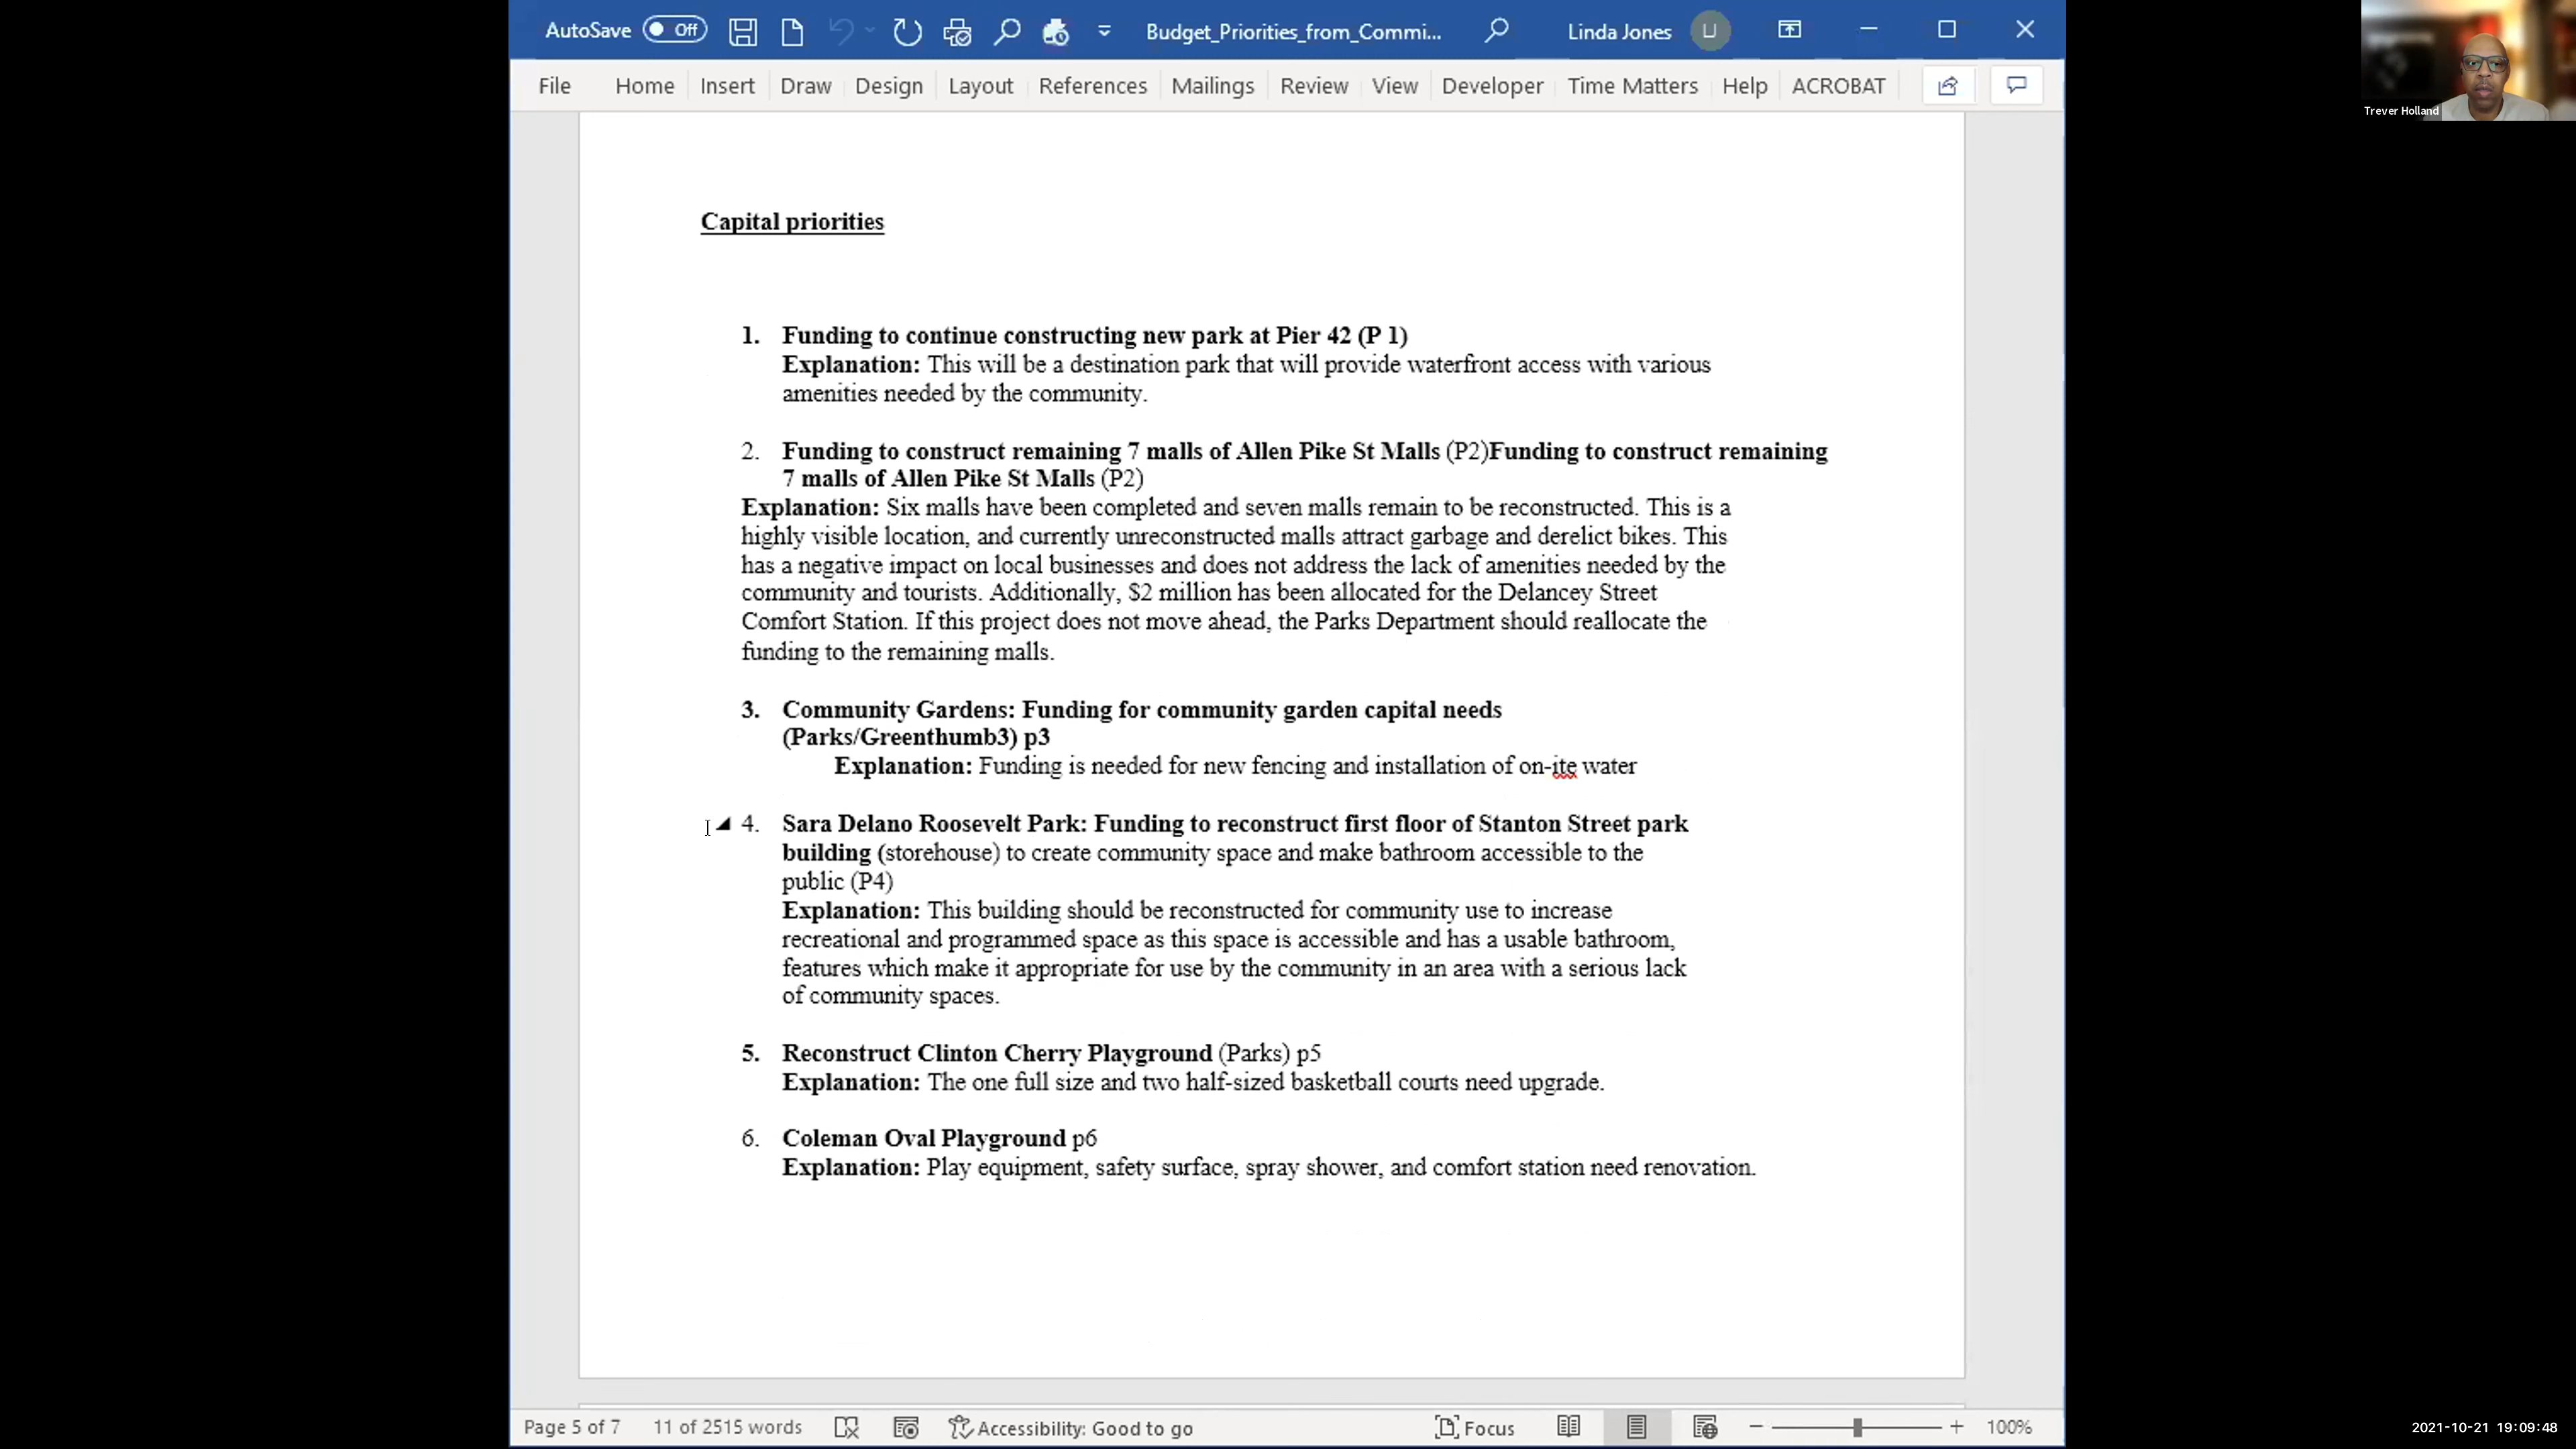 AutoSave Off Budget_Priorities_from_Commi... Linda Jones LJ
File Home Insert Draw Design Layout References Mailings Review View Developer Time Matters Help ACROBAT
Trever Holland
Capital priorities
1. Funding to continue constructing new park at Pier 42 (P 1)
Explanation: This will be a destination park that will provide waterfront access with various
amenities needed by the community.
2. Funding to construct remaining 7 malls of Allen Pike St Malls (P2)Funding to construct remaining
7 malls of Allen Pike St Malls (P2)
Explanation: Six malls have been completed and seven malls remain to be reconstructed. This is a
highly visible location, and currently unreconstructed malls attract garbage and derelict bikes. This
has a negative impact on local businesses and does not address the lack of amenities needed by the
community and tourists. Additionally, $2 million has been allocated for the Delancey Street
Comfort Station. If this project does not move ahead, the Parks Department should reallocate the
funding to the remaining malls.
3. Community Gardens: Funding for community garden capital needs
(Parks/Greenthumb3) p3
Explanation: Funding is needed for new fencing and installation of on-ite water
4. Sara Delano Roosevelt Park: Funding to reconstruct first floor of Stanton Street park
building (storehouse) to create community space and make bathroom accessible to the
public (P4)
Explanation: This building should be reconstructed for community use to increase
recreational and programmed space as this space is accessible and has a usable bathroom,
features which make it appropriate for use by the community in an area with a serious lack
of community spaces.
5. Reconstruct Clinton Cherry Playground (Parks) p5
Explanation: The one full size and two half-sized basketball courts need upgrade.
6. Coleman Oval Playground p6
Explanation: Play equipment, safety surface, spray shower, and comfort station need renovation.
Page 5 of 7 11 of 2515 words Accessibility: Good to go Focus 100%
2021-10-21 19:09:48